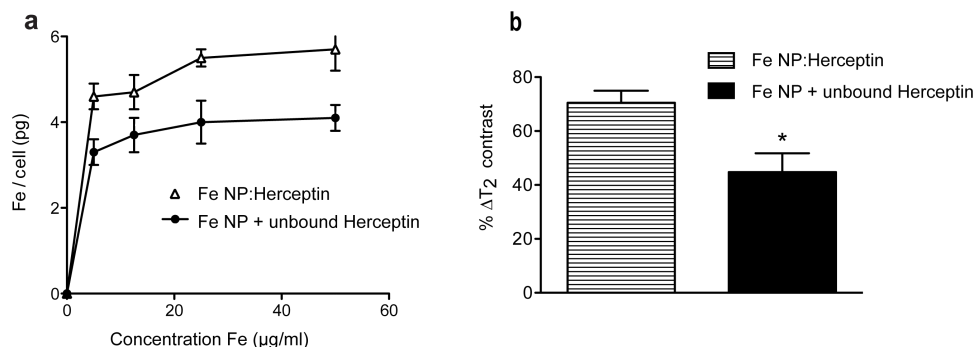 a
6
4
2
0
Fe / cell (pg)
Fe NP:Herceptin
Fe NP + unbound Herceptin
0
20
40
60
Concentration Fe (µg/ml)
b
Fe NP:Herceptin
Fe NP + unbound Herceptin
80
60
40
20
0
% ΔT2 contrast
*